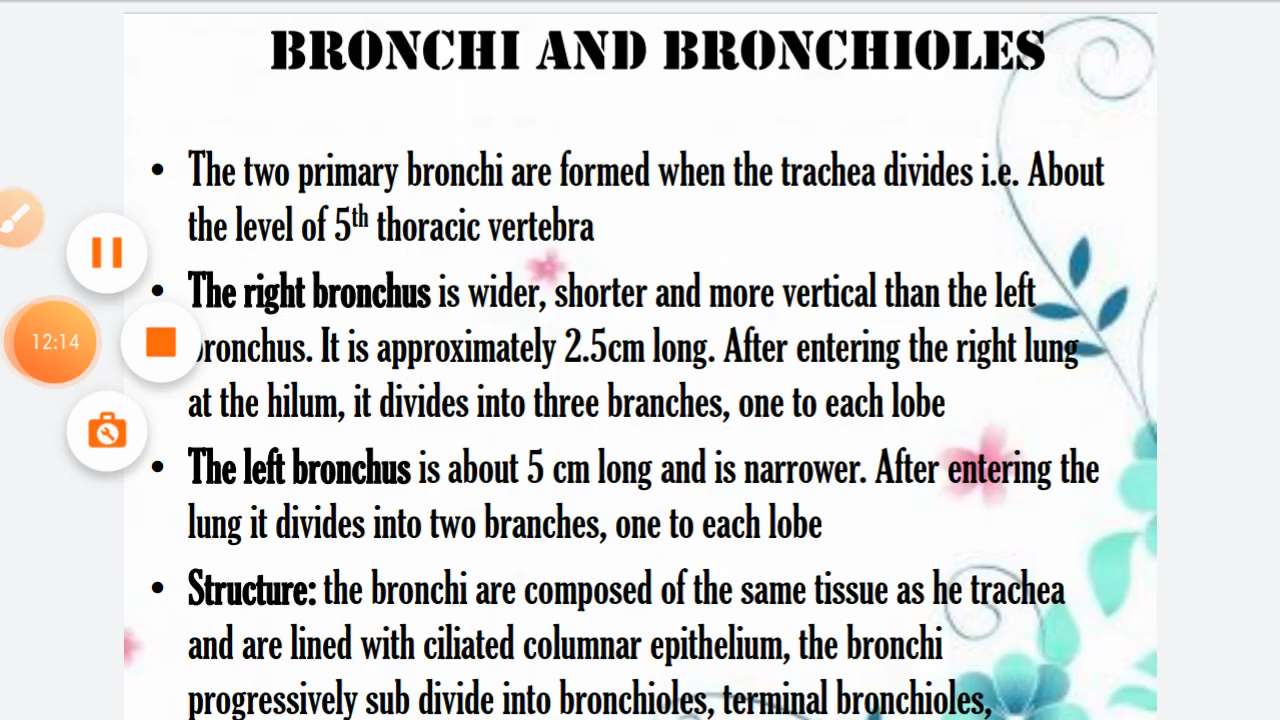 BRONCHI AND BRONCHIOLES
• The two primary bronchi are formed when the trachea divides i.e. About
the level of 5th thoracic vertebra
• The right bronchus is wider, shorter and more vertical than the left
bronchus. It is approximately 2.5cm long. After entering the right lung
at the hilum, it divides into three branches, one to each lobe
• The left bronchus is about 5 cm long and is narrower. After entering the
lung it divides into two branches, one to each lobe
• Structure: the bronchi are composed of the same tissue as he trachea
and are lined with ciliated columnar epithelium, the bronchi
progressively sub divide into bronchioles, terminal bronchioles,
12:14